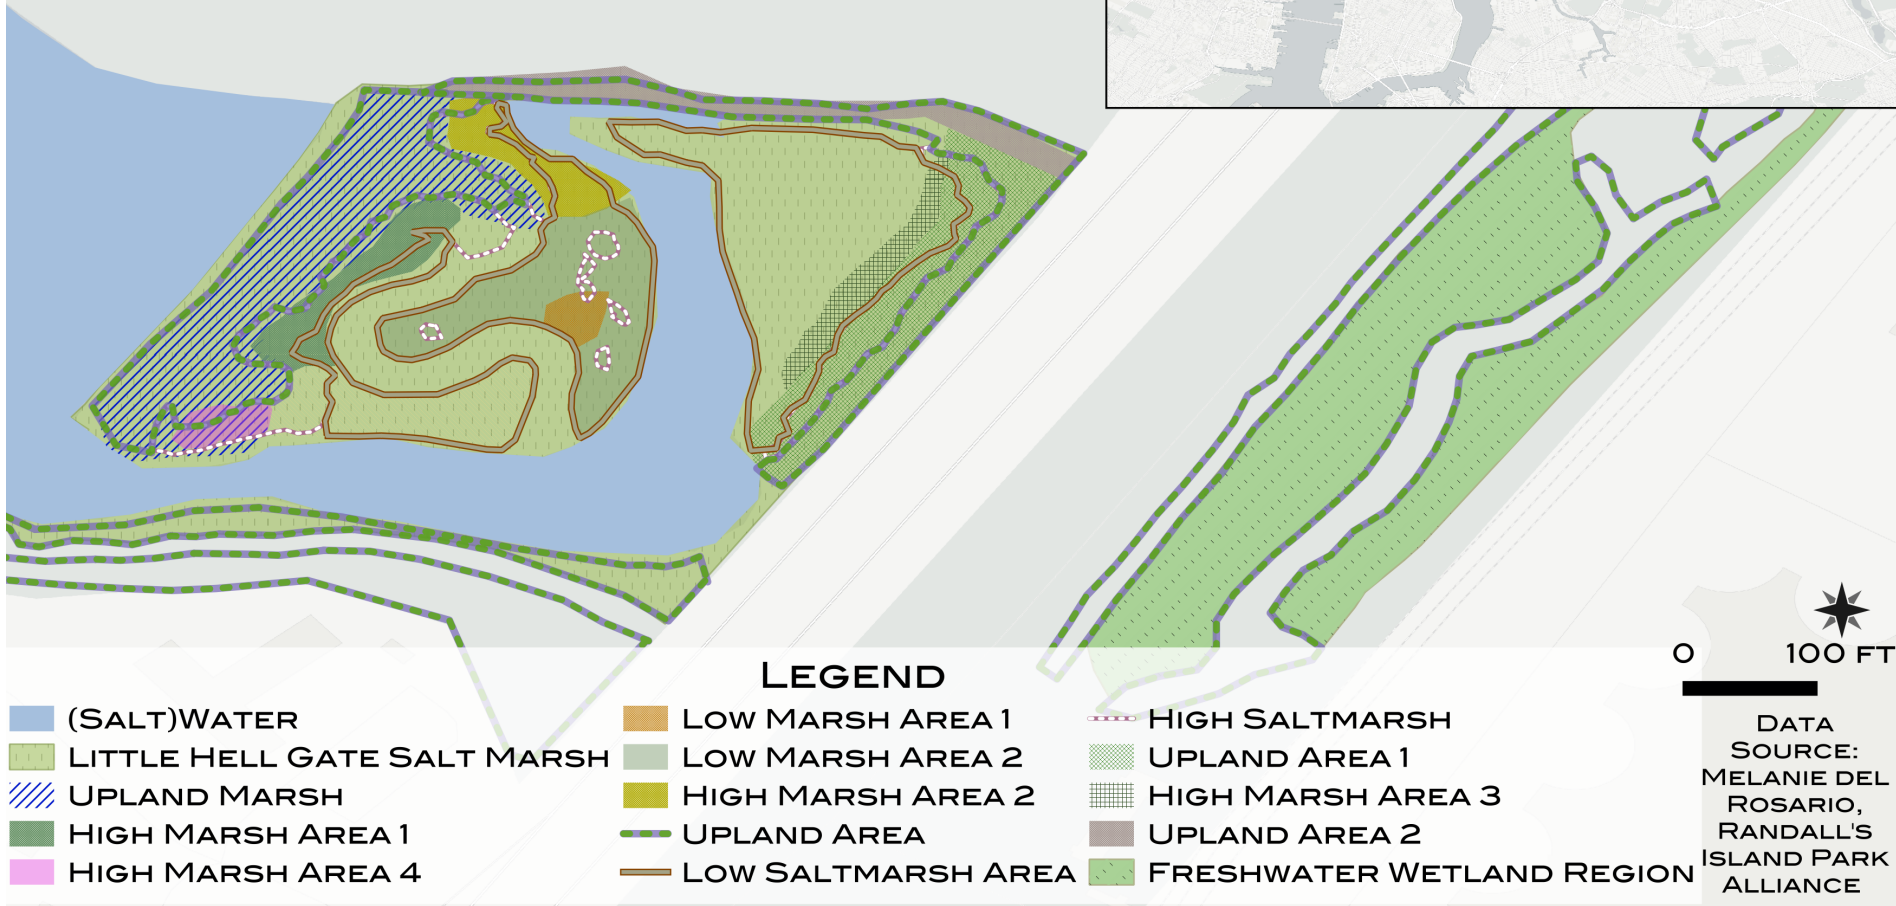 LEGEND
(SALT)WATER
LITTLE HELL GATE SALT MARSH
UPLAND MARSH
HIGH MARSH AREA 1
HIGH MARSH AREA 4
LOW MARSH AREA 1
LOW MARSH AREA 2
HIGH MARSH AREA 2
UPLAND AREA
LOW SALTMARSH AREA
HIGH SALTMARSH
UPLAND AREA 1
HIGH MARSH AREA 3
UPLAND AREA 2
FRESHWATER WETLAND REGION
0 100 FT
DATA
SOURCE:
MELANIE DEL
ROSARIO,
RANDALL'S
ISLAND PARK
ALLIANCE